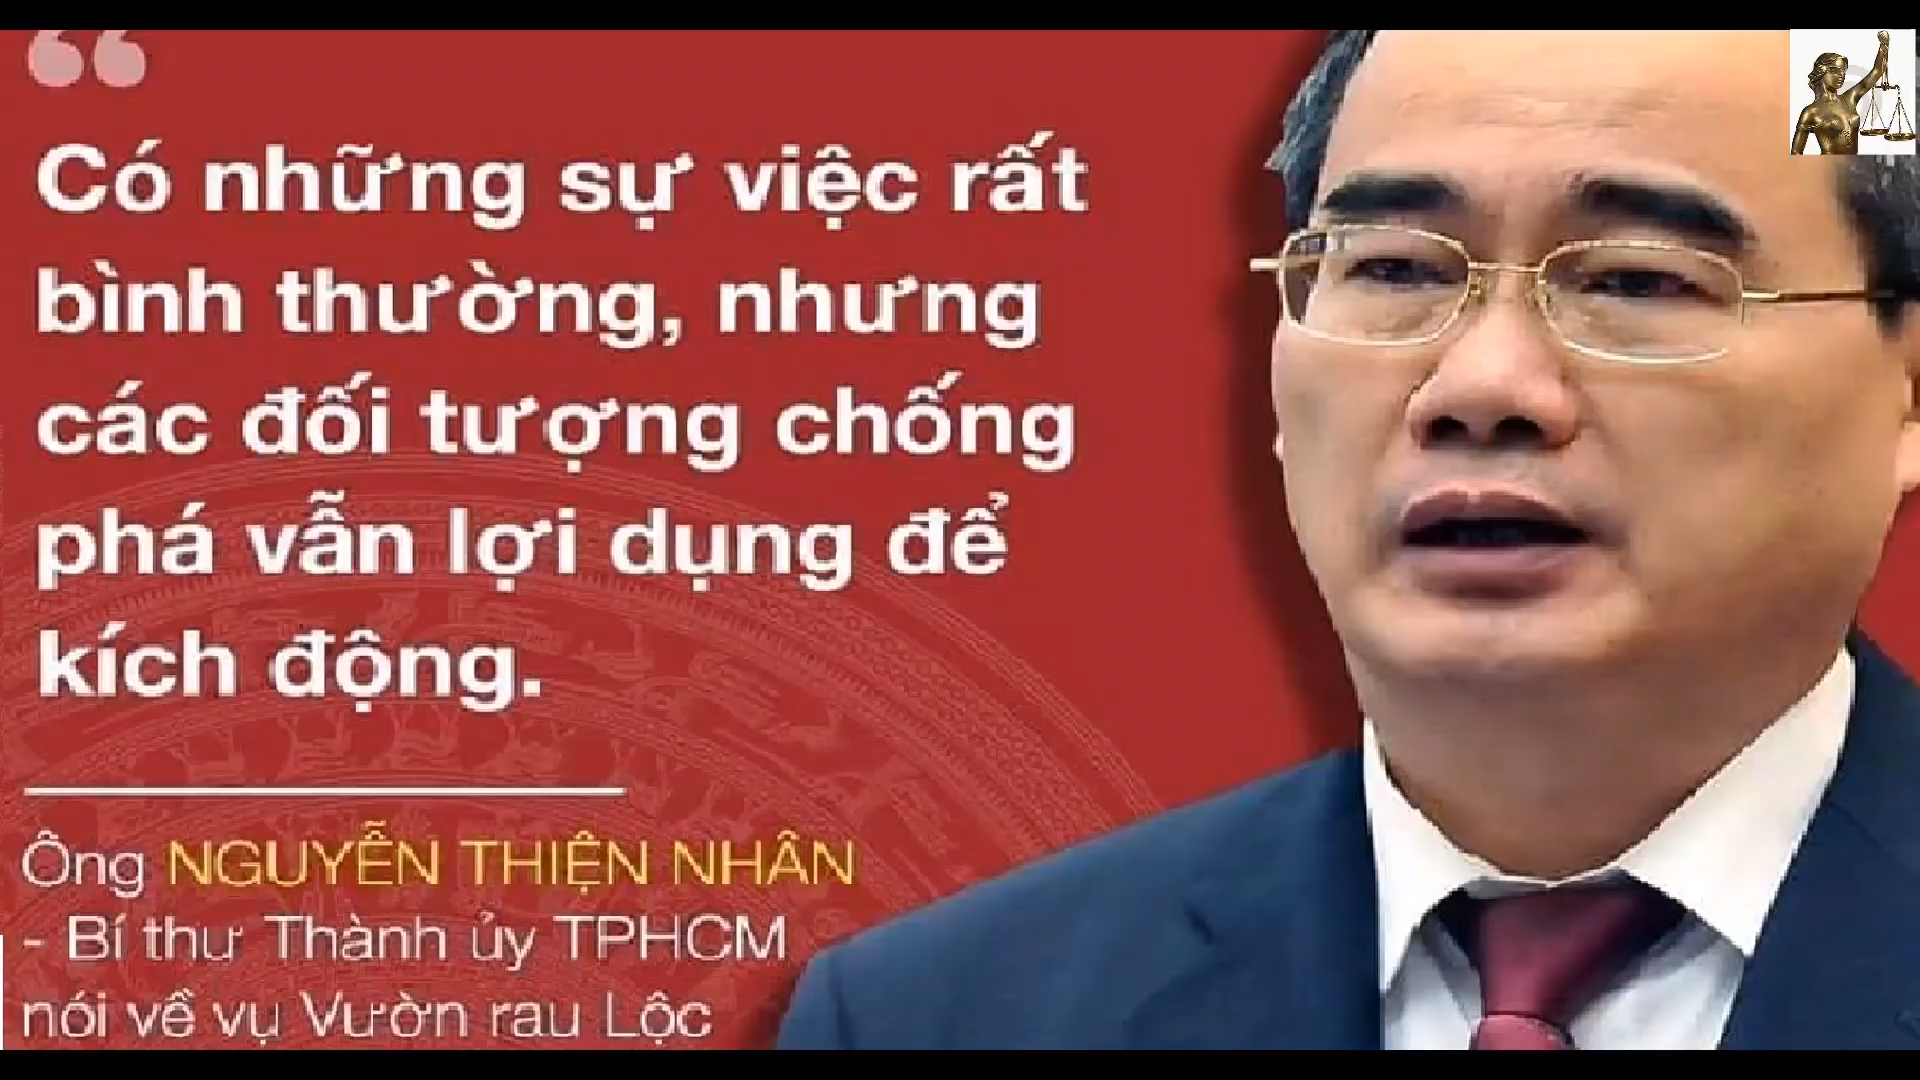 “
Có những sự việc rất
bình thường, nhưng
các đối tượng chống
phá vẫn lợi dụng để
kích động.
Ông NGUYỄN THIỆN NHÂN
- Bí thư Thành ủy TPHCM
nói về vụ Vườn rau Lộc